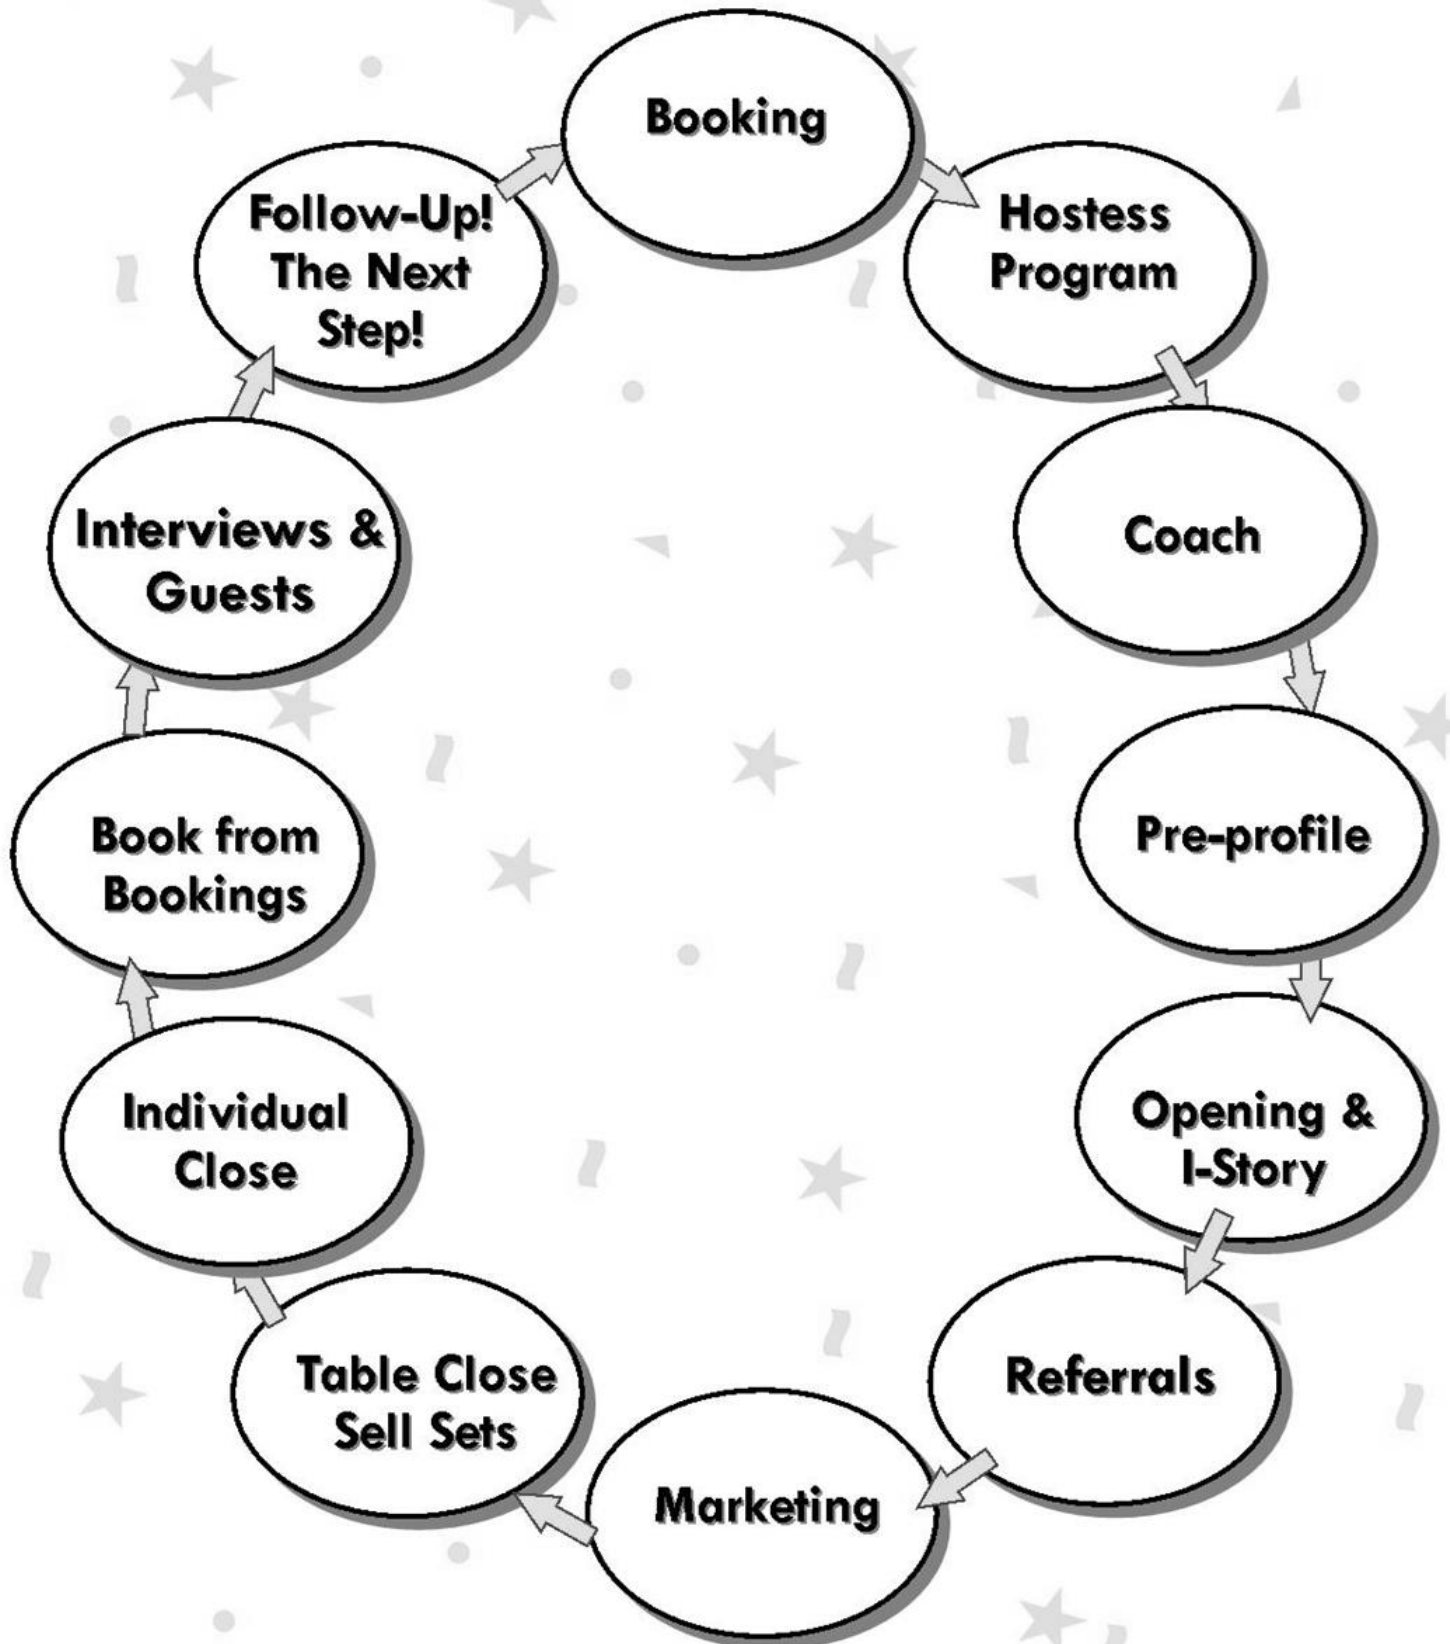 Booking
Hostess
Program
Coach
Pre-profile
Opening &
I-Story
Referrals
Marketing
Table Close
Sell Sets
Individual
Close
Book from
Bookings
Interviews &
Guests
Follow-Up!
The Next
Step!